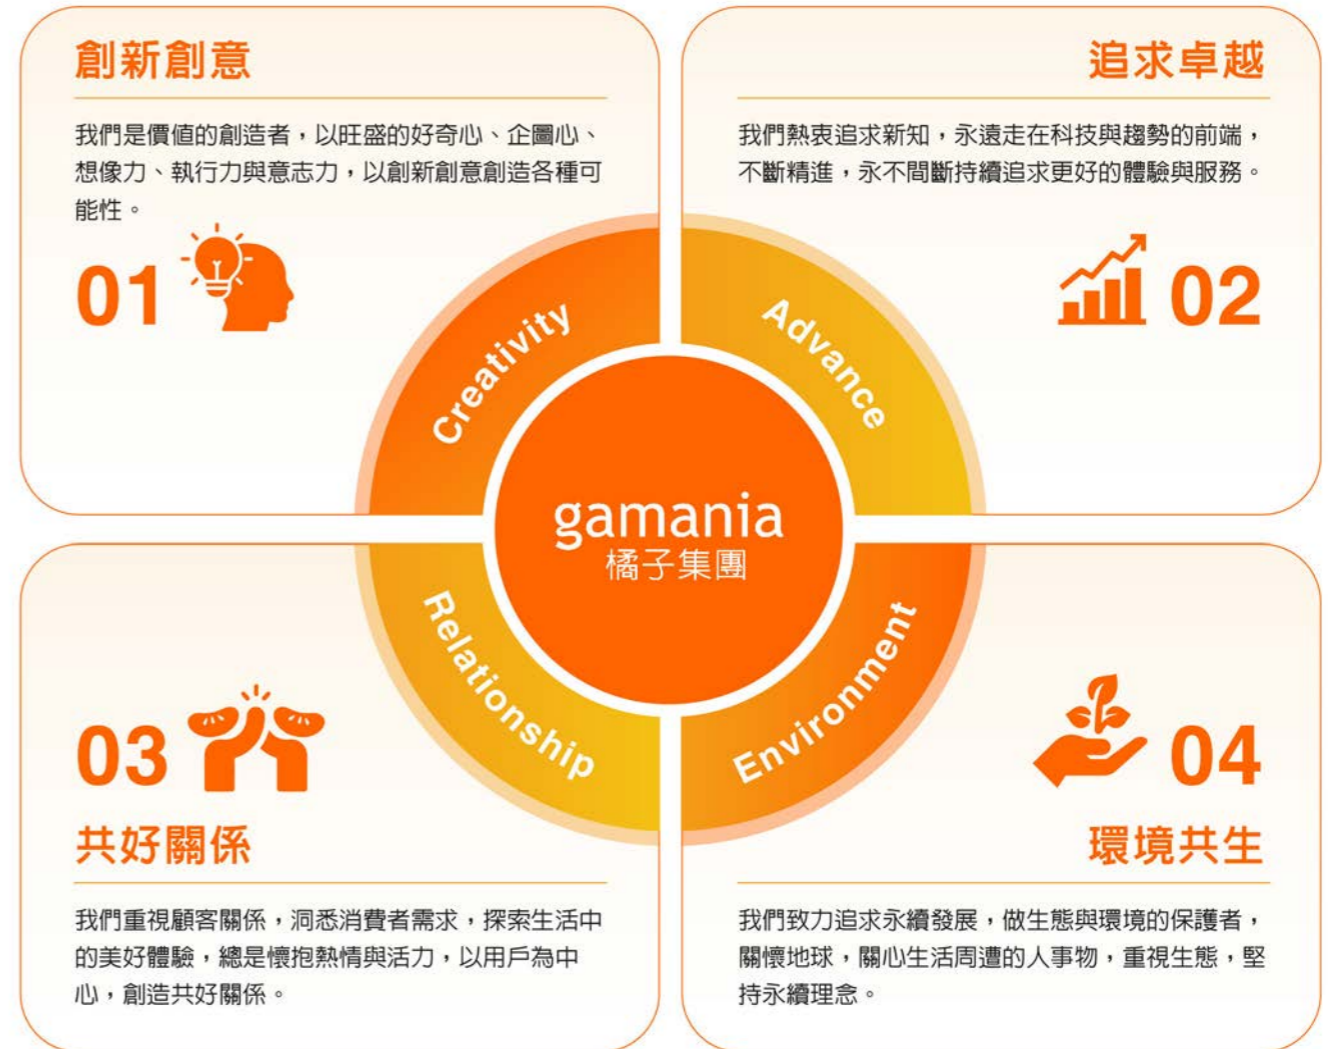 創新創意
我們是價值的創造者，以旺盛的好奇心、企圖心、
想像力、執行力與意志力，以創新創意創造各種可
能性。
01
追求卓越
我們熱衷追求新知，永遠走在科技與趨勢的前端，
不斷精進，永不間斷持續追求更好的體驗與服務。
02
Creativity
Advance
gamania
橘子集團
Relationship
Environment
03
共好關係
我們重視顧客關係，洞悉消費者需求，探索生活中
的美好體驗，總是懷抱熱情與活力，以用戶為中
心，創造共好關係。
04
環境共生
我們致力追求永續發展，做生態與環境的保護者，
關懷地球，關心生活周遭的人事物，重視生態，堅
持永續理念。